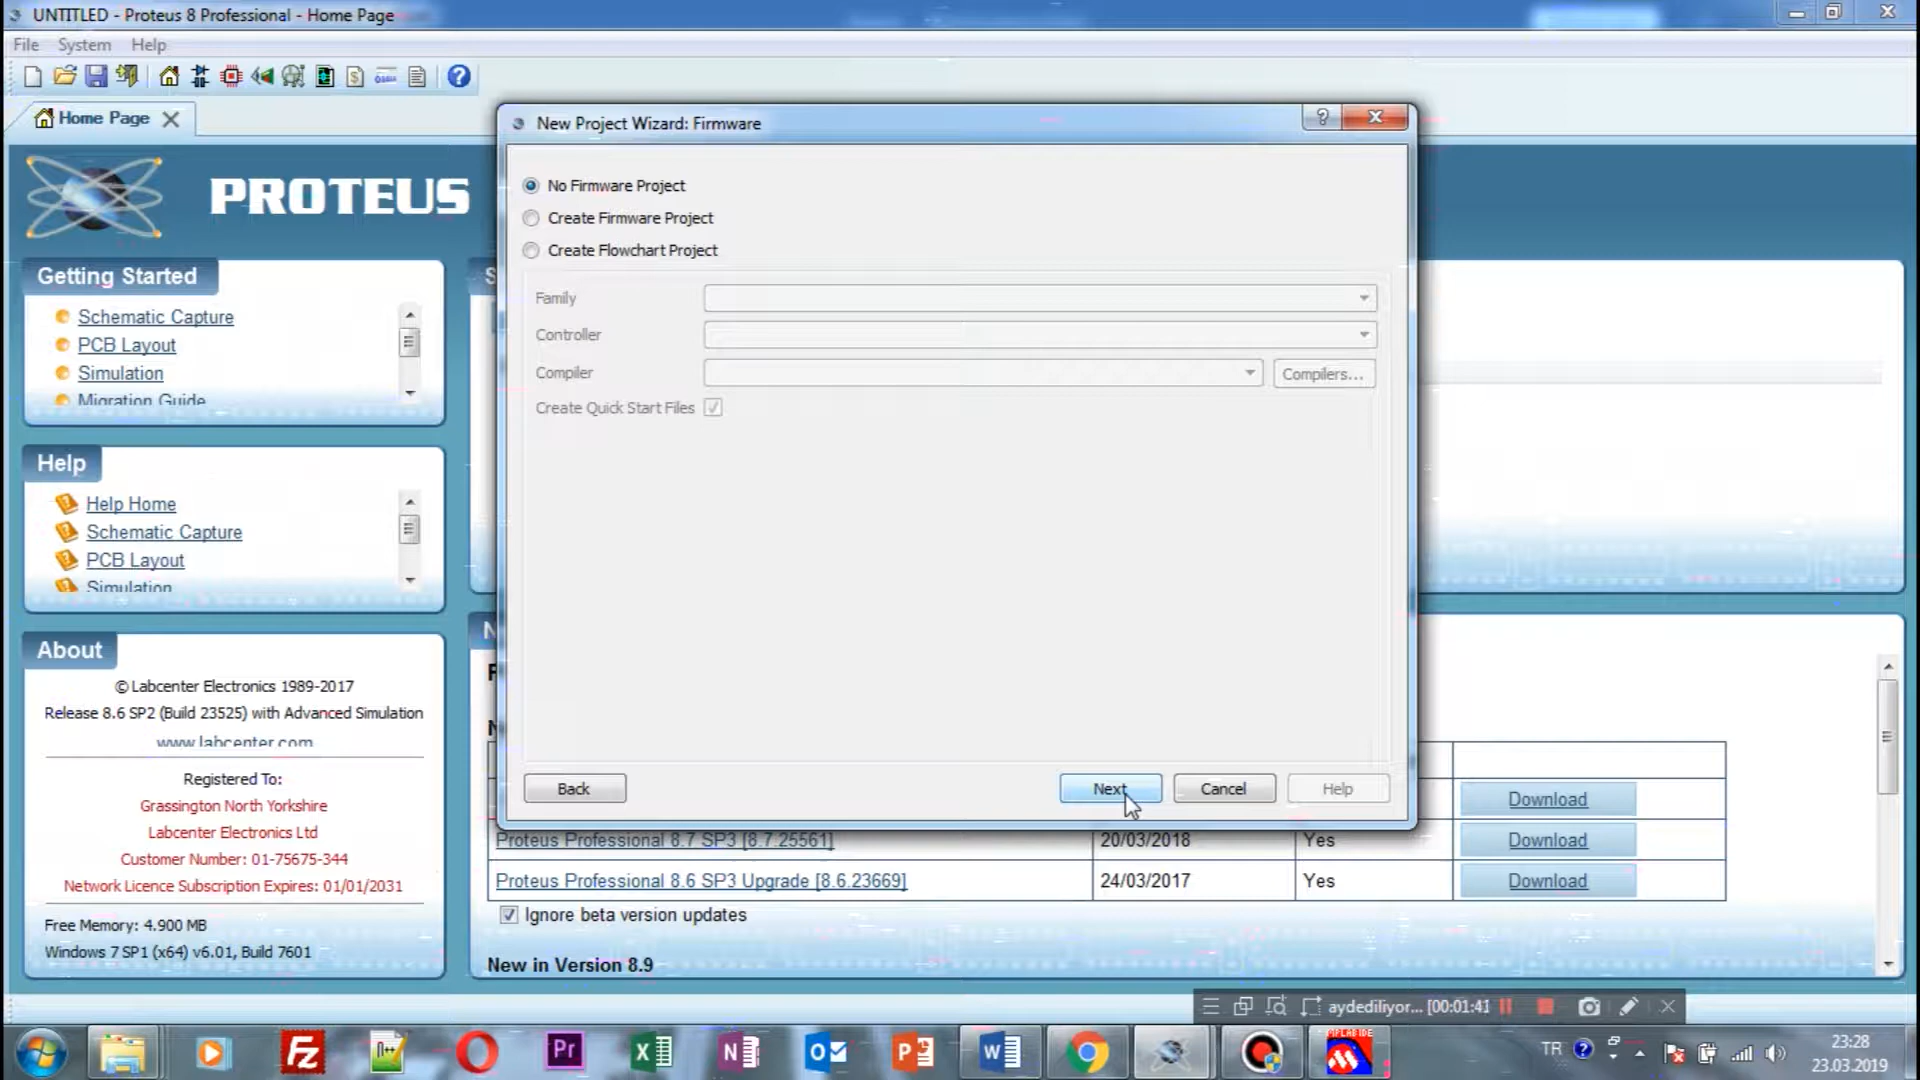 UNTITLED - Proteus 8 Professional - Home Page
File System Help
Home Page
New Project Wizard: Firmware
PROTEUS
No Firmware Project
Create Firmware Project
Create Flowchart Project
Family
Controller
Compiler
Compilers...
Create Quick Start Files
Back
Next
Cancel
Help
Getting Started
Schematic Capture
PCB Layout
Simulation
Migration Guide
Help
Help Home
Schematic Capture
PCB Layout
Simulation
About
© Labcenter Electronics 1989-2017
Release 8.6 SP2 (Build 23525) with Advanced Simulation
www.labcenter.com
Registered To:
Grassington North Yorkshire
Labcenter Electronics Ltd
Customer Number: 01-75675-344
Network Licence Subscription Expires: 01/01/2031
Free Memory: 4.900 MB
Windows 7 SP1 (x64) v6.01, Build 7601
Download
Proteus Professional 8.7 SP3 [8.7.25561] 20/03/2018 Yes Download
Proteus Professional 8.6 SP3 Upgrade [8.6.23669] 24/03/2017 Yes Download
Ignore beta version updates
New in Version 8.9
aydediliyor... [00:01:41]
TR
23:28
23.03.2019